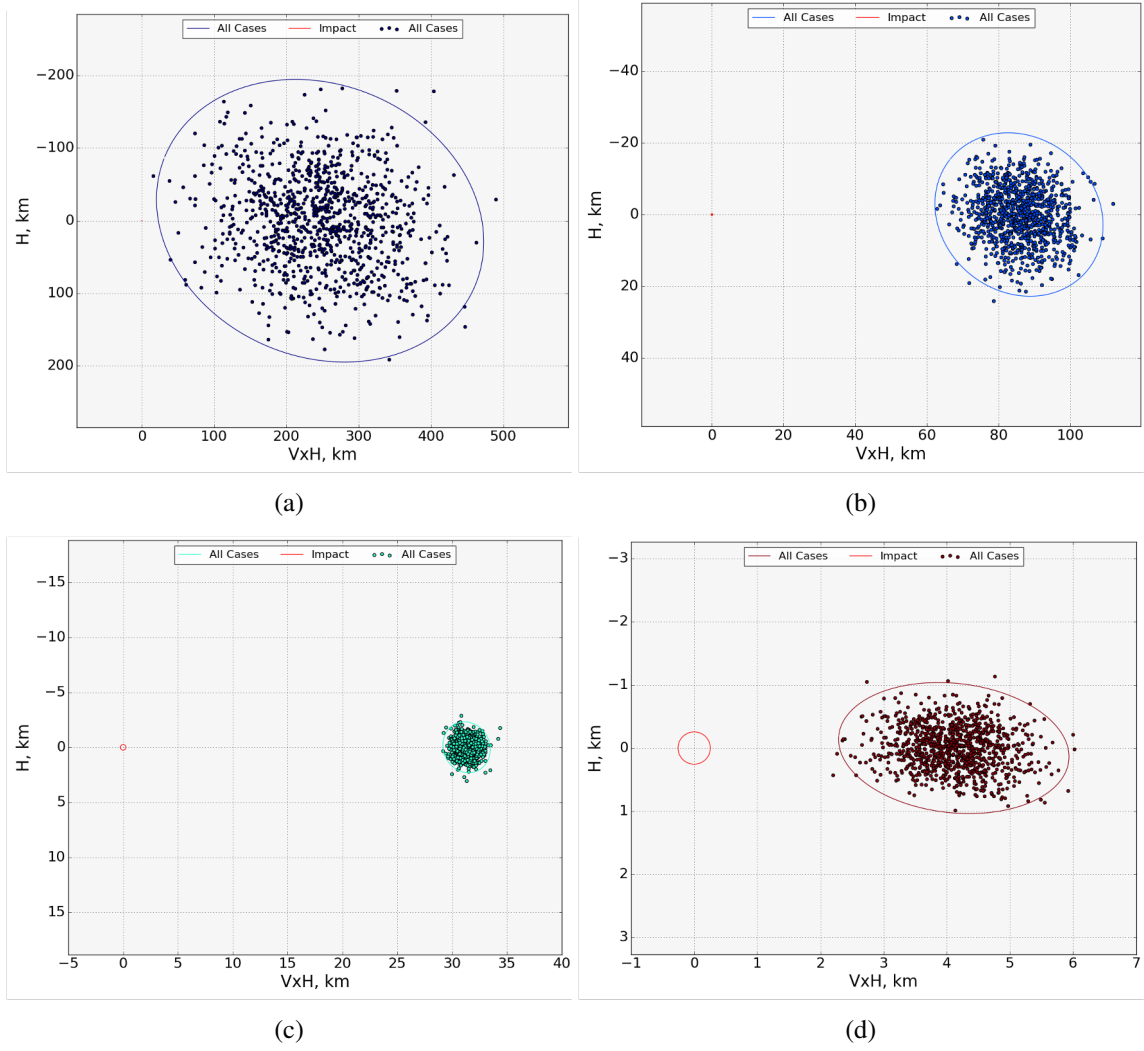 All Cases Impact All Cases
−200
−100
0
100
200
H, km
0 100 200 300 400 500
VxH, km
(a)
All Cases Impact All Cases
−40
−20
0
20
40
H, km
0 20 40 60 80 100
VxH, km
(b)
All Cases Impact All Cases
−15
−10
−5
0
5
10
15
H, km
−5 0 5 10 15 20 25 30 35 40
VxH, km
(c)
All Cases Impact All Cases
−3
−2
−1
0
1
2
3
H, km
−1 0 1 2 3 4 5 6 7
VxH, km
(d)